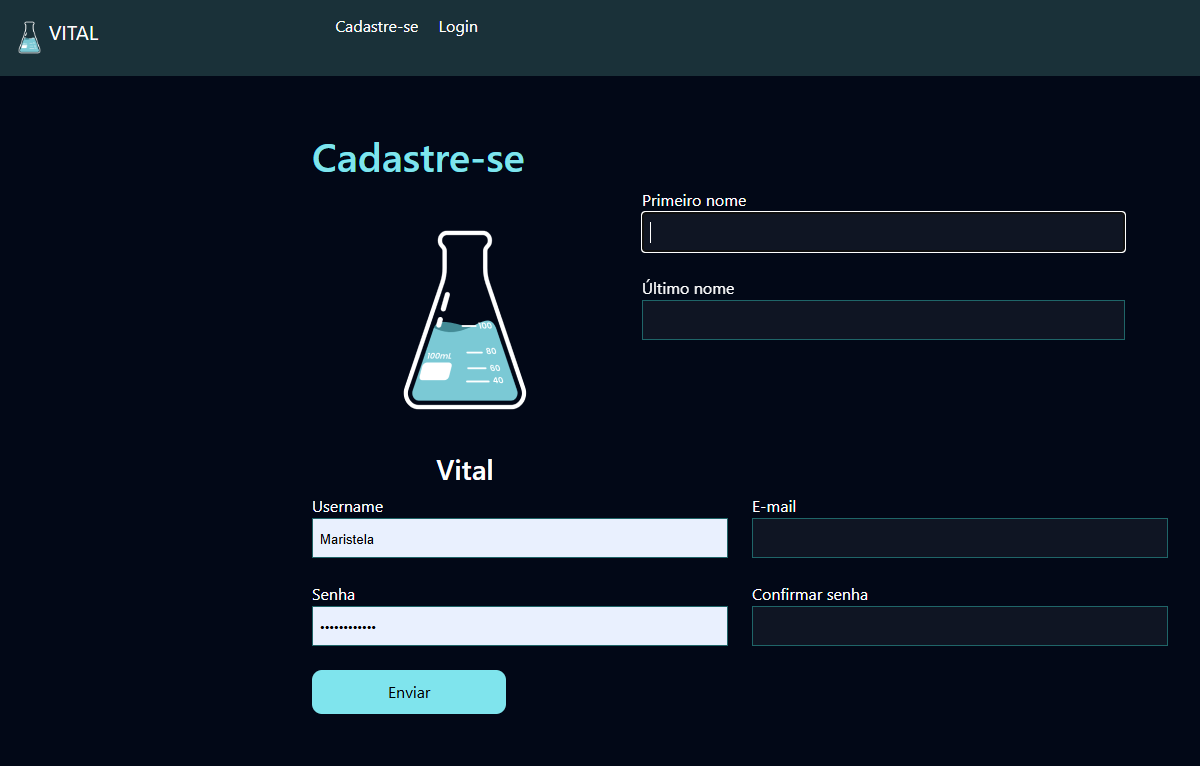 VITAL
Cadastre-se Login
Cadastre-se
Primeiro nome
Último nome
100
100mL
80
60
40
Vital
Username
E-mail
Maristela
Senha
Confirmar senha
••••••••••••
Enviar